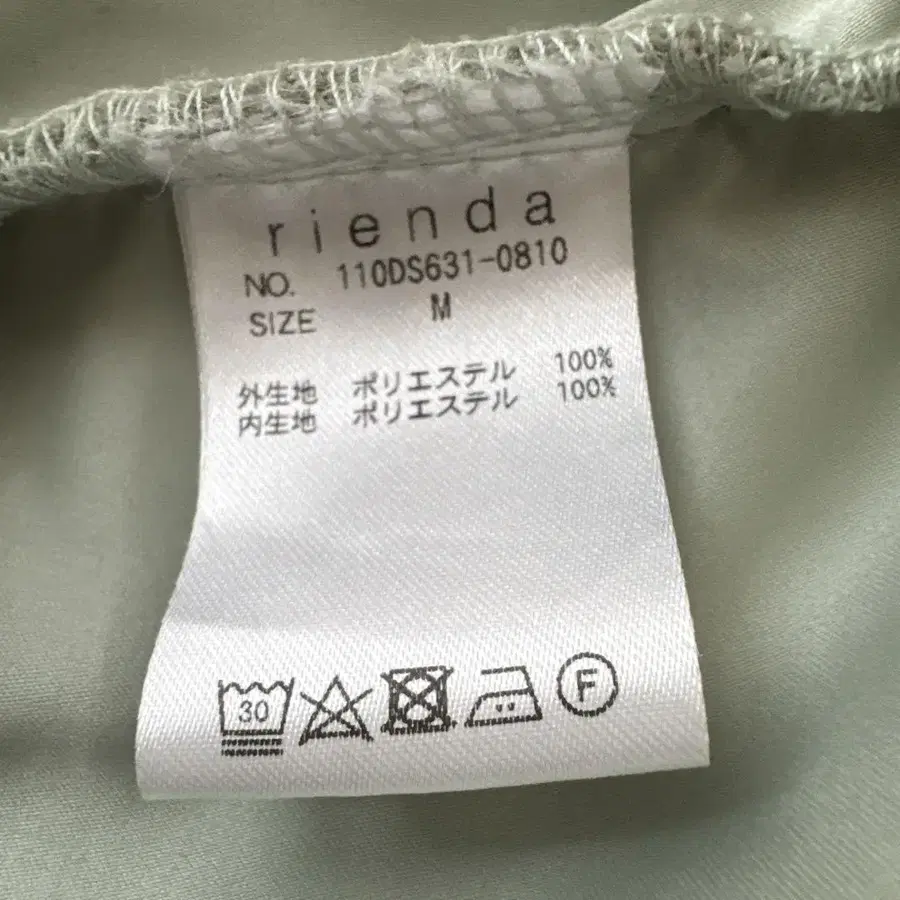 rienda
NO. 110DS631-0810
SIZE M
外生地 ポリエステル 100%
内生地 ポリエステル 100%
30 F